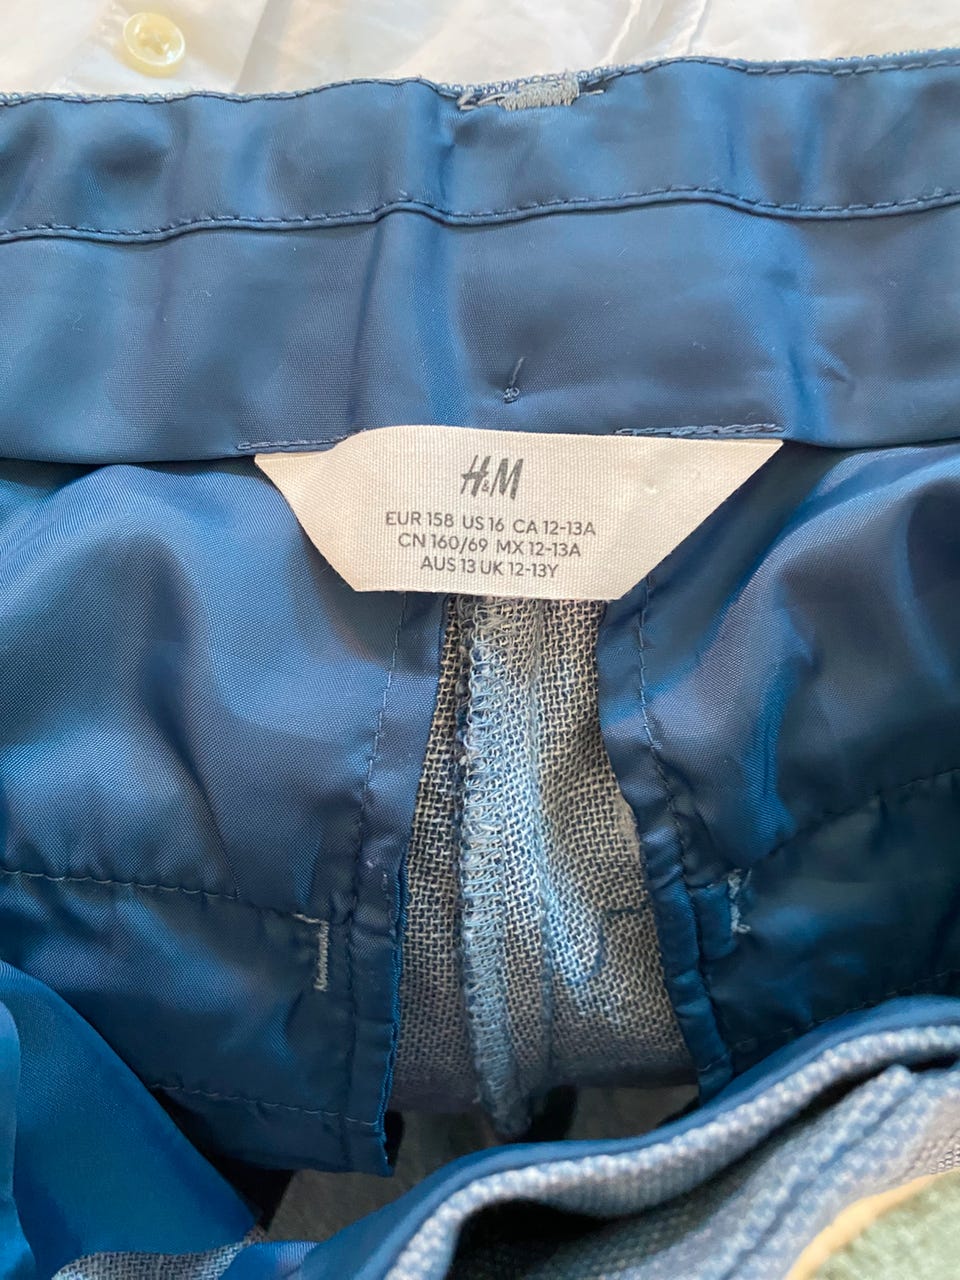 H&M
EUR 158 US 16 CA 12-13A
CN 160/69 MX 12-13A
AUS 13 UK 12-13Y